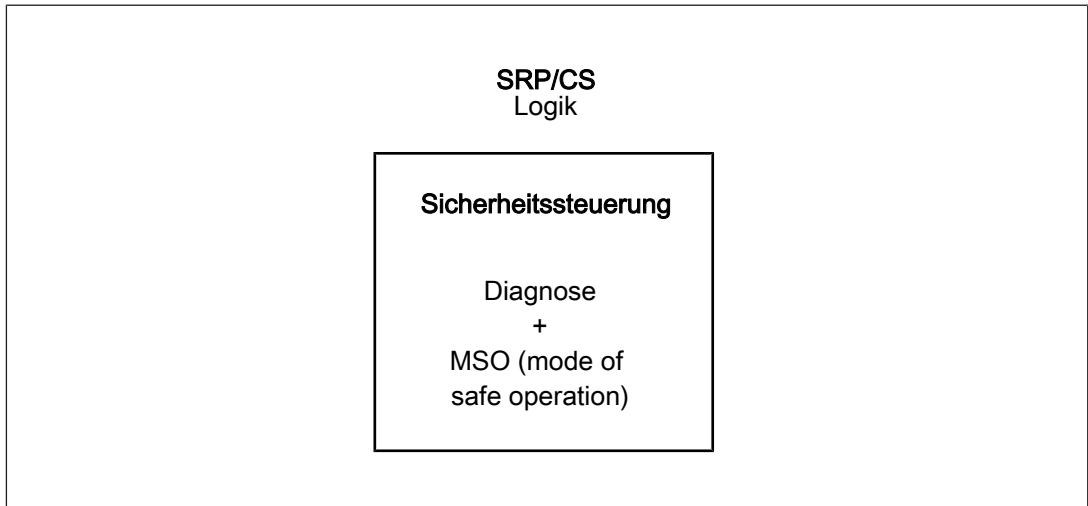 SRP/CS
Logik
Sicherheitssteuerung
Diagnose
+
MSO (mode of
safe operation)